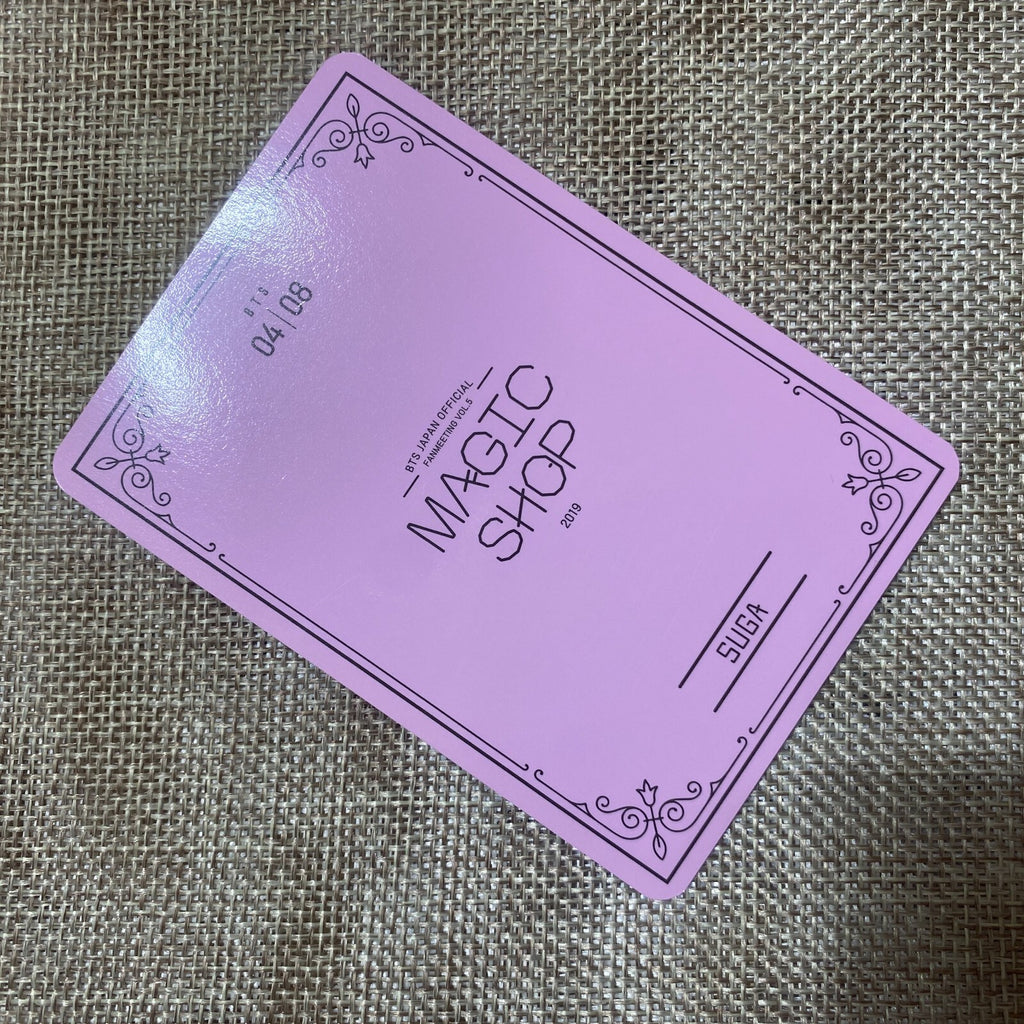 BTS
04|08
BTS JAPAN OFFICIAL
FANMEETING VOL.5
MAGIC
SHOP
2019
SUGA